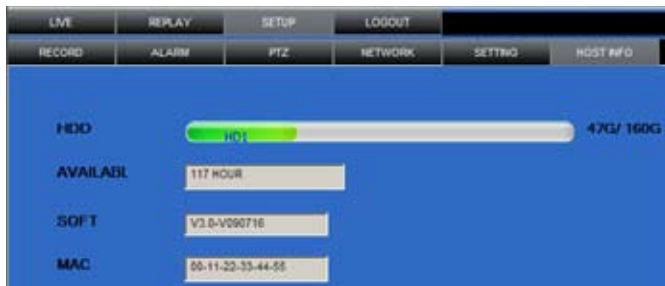 LIVE REPLAY SETUP LOGOUT
RECORD ALARM PTZ NETWORK SETTING HOST INFO
HDD HD1 47G/ 160G
AVAILABL 117 HOUR
SOFT V3.0-V090716
MAC 00-11-22-33-44-55